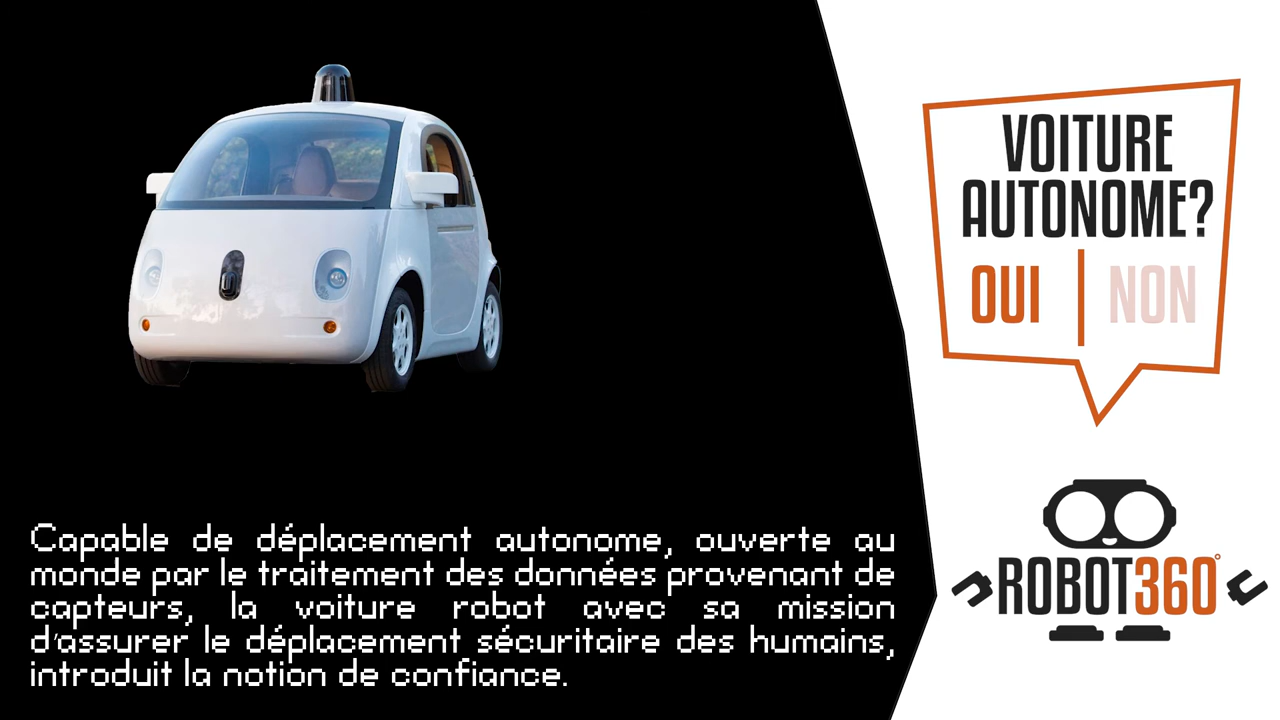 VOITURE
AUTONOME?
OUI | NON
Capable de déplacement autonome, ouverte au
monde par le traitement des données provenant de
capteurs, la voiture robot avec sa mission
d'assurer le déplacement sécuritaire des humains,
introduit la notion de confiance.
ROBOT360°